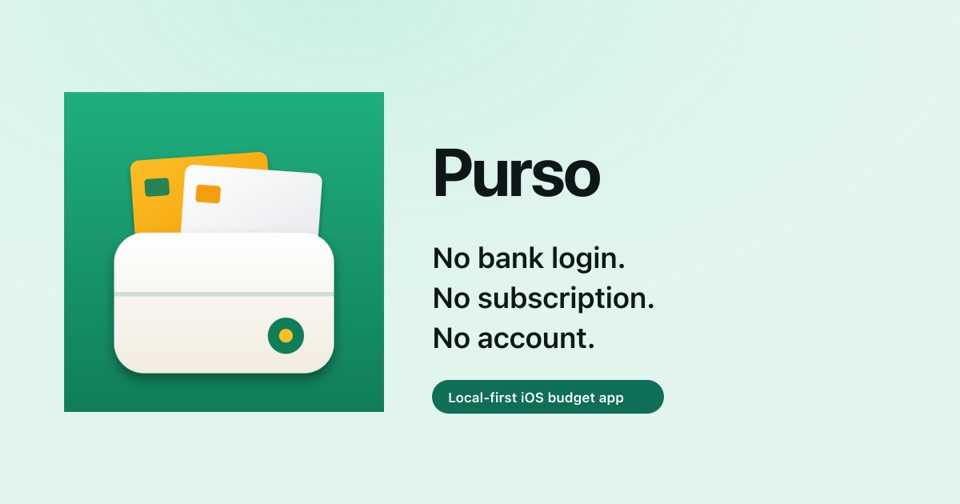 Purso
No bank login.
No subscription.
No account.
Local-first iOS budget app